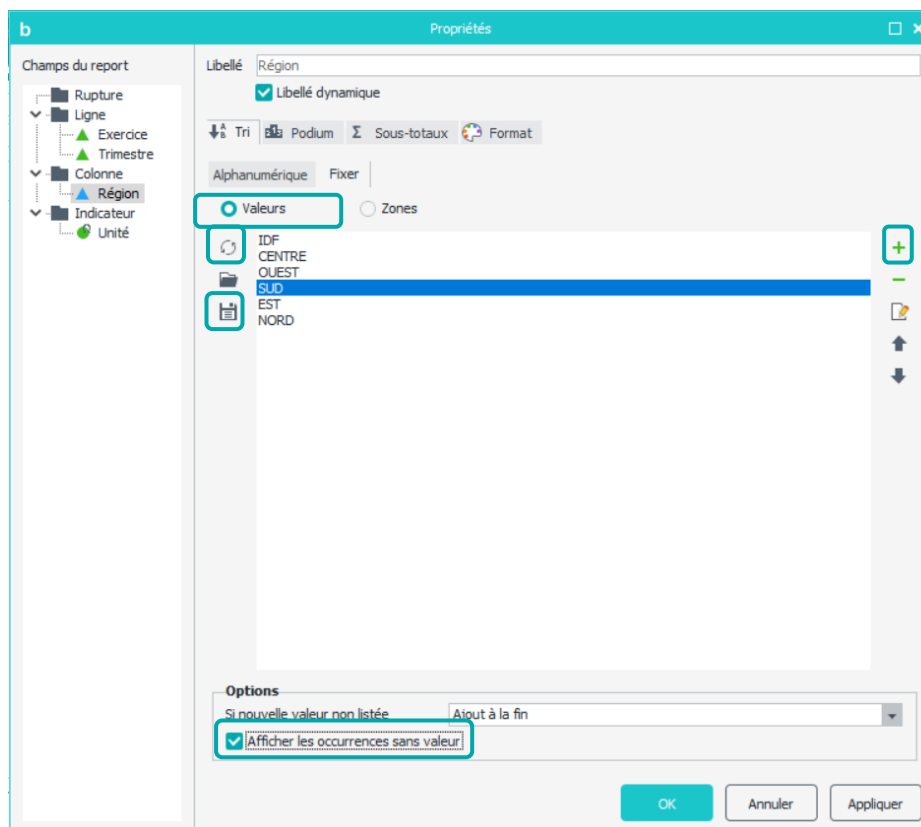 b
Propriétés
Champs du report
Rupture
Ligne
Exercice
Trimestre
Colonne
Région
Indicateur
Unité
Libellé Région
Libellé dynamique
Tri Podium Σ Sous-totaux Format
Alphanumérique Fixer
Valeurs Zones
IDF
CENTRE
OUEST
SUD
EST
NORD
Options
Si nouvelle valeur non listée Ajout à la fin
Afficher les occurrences sans valeur
OK Annuler Appliquer